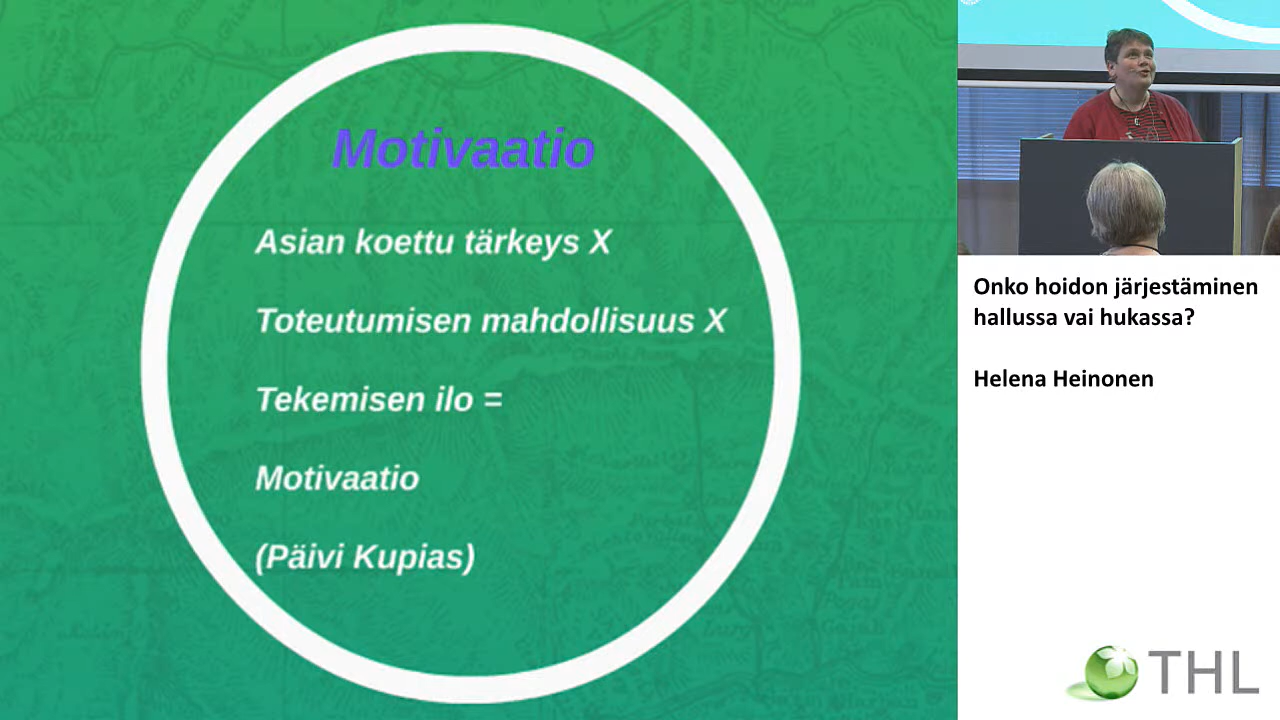 Motivaatio
Asian koettu tärkeys X
Toteutumisen mahdollisuus X
Tekemisen ilo =
Motivaatio
(Päivi Kupias)
Onko hoidon järjestäminen
hallussa vai hukassa?
Helena Heinonen
THL